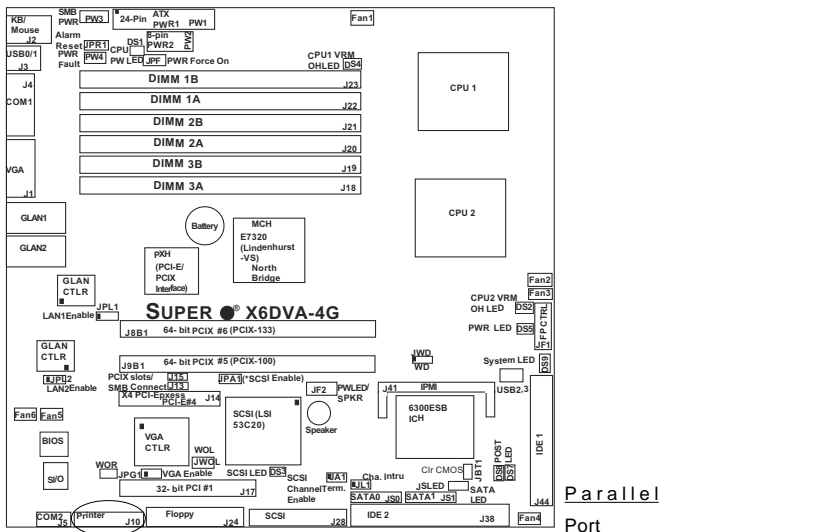 SMB
PWR PW3
24-Pin
ATX
PWR1 PW1
Fan1
KB/
Mouse
J2
Alarm
Reset JPR1
DS1
8-pin
PWR2
PW2
USB0/1
J3
PWR
Fault
PW4
CPU
PW LED
JPF PWR Force On
CPU1 VRM
OHLED DS4
J4
COM1
DIMM 1B
J23
DIMM 1A
J22
DIMM 2B
J21
DIMM 2A
J20
DIMM 3B
J19
DIMM 3A
J18
CPU 1
VGA
J1
GLAN1
GLAN2
Battery
MCH
E7320
(Lindenhurst
-VS)
North
Bridge
CPU 2
pXH
(PCI-E/
PCIX
Interface)
GLAN
CTLR
JPL1
LAN1Enable
SUPER ® X6DVA-4G
Fan2
Fan3
CPU2 VRM
OH LED DS2
FPCTRL
PWR LED DS5
JF1
J8B1 64- bit PCIX #6 (PCIX-133)
GLAN
CTLR
J9B1 64- bit PCIX #5 (PCIX-100)
JWD
WD
System LED
DS9
JPL2
LAN2Enable
PCIX slots/ J15
SMB Connect J13
JPA1 (*SCSI Enable)
X4 PCI-Epxess
PCI-E#4 J14
JF2
PWLED/
SPKR
J41 IPMI
USB2,3
Fan6 Fan5
SCSI (LSI
53C20)
Speaker
6300ESB
ICH
IDE 1
BIOS
VGA
CTLR
WOL
JWOL
S I/O
WOR
JPG1 VGA Enable
SCSI LED DS3
SCSI
ChannelTerm.
Enable
JA1
Cha. Intru
JL1
Clr CMOS
JBT1
POST
LED
DS8
DS7
JSLED
SATA
LED
32- bit PCI #1 J17
SATA0 JS0 SATA1 JS1
J44
COM2
J5
Printer
J10
Floppy
J24
SCSI
J28
IDE 2
J38
Fan4
Parallel
Port